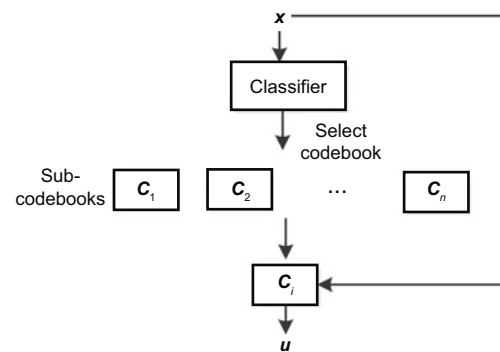 x
Classifier
Select
codebook
Sub-
codebooks
C1 C2 ... Cn
Ci
u